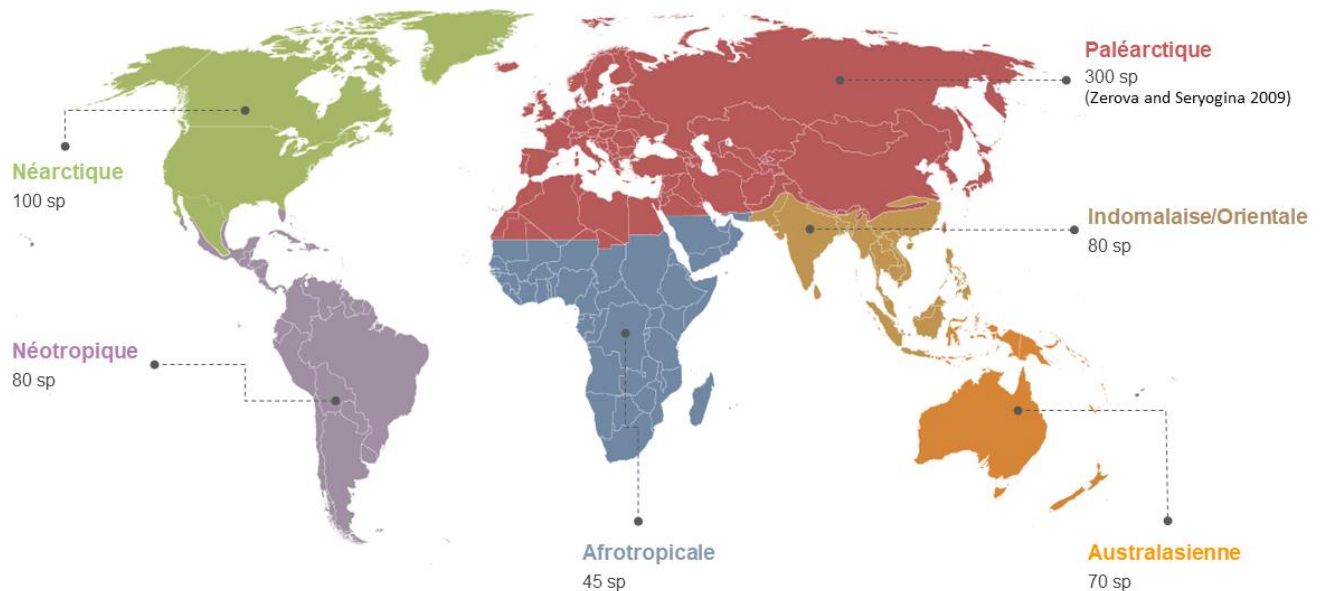 Paléarctique
300 sp
(Zerova and Seryogina 2009)
Néarctique
100 sp
Indomalaise/Orientale
80 sp
Néotropique
80 sp
Afrotropicale
45 sp
Australasienne
70 sp